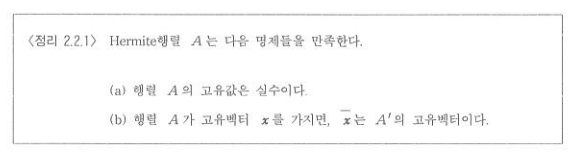 〈정리 2.2.1〉 Hermite행렬 A는 다음 명제들을 만족한다.
(a) 행렬 A의 고유값은 실수이다.
(b) 행렬 A가 고유벡터 x를 가지면, x̅는 A′의 고유벡터이다.